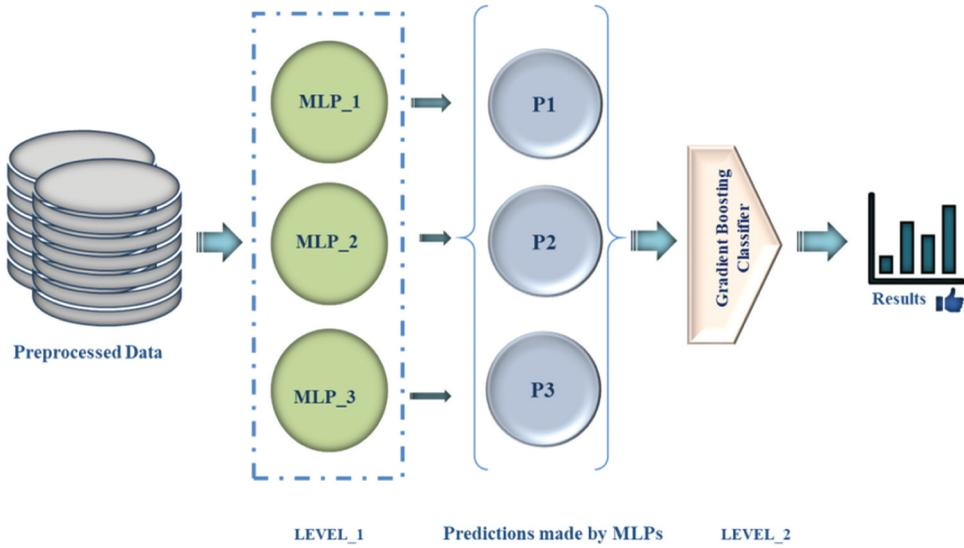 MLP_1
P1
Preprocessed Data
MLP_2
P2
Gradient Boosting
Classifier
Results
MLP_3
P3
LEVEL_1
Predictions made by MLPs
LEVEL_2